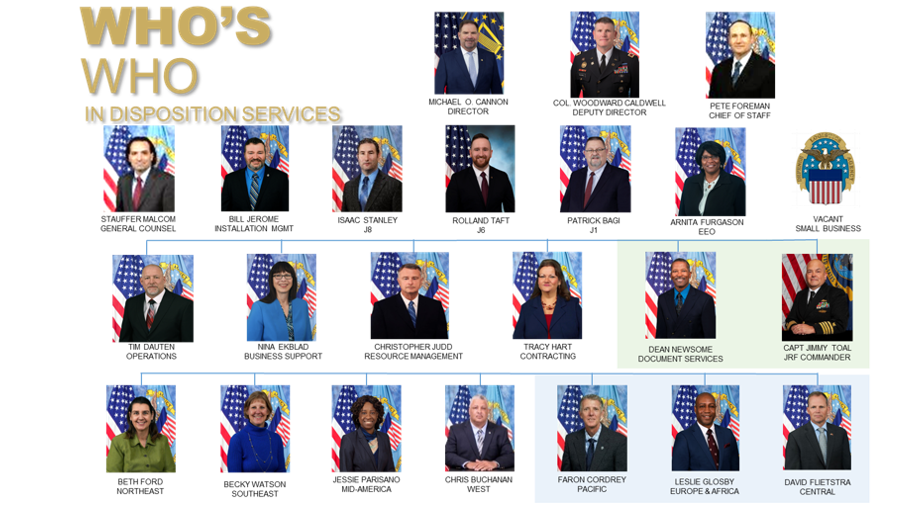 WHO'S
WHO
IN DISPOSITION SERVICES
MICHAEL O. CANNON
DIRECTOR
COL. WOODWARD CALDWELL
DEPUTY DIRECTOR
PETE FOREMAN
CHIEF OF STAFF
STAUFFER MALCOM
GENERAL COUNSEL
BILL JEROME
INSTALLATION MGMT
ISAAC STANLEY
J8
ROLLAND TAFT
J6
PATRICK BAGI
J1
ARNITA FURGASON
EEO
VACANT
SMALL BUSINESS
TIM DAUTEN
OPERATIONS
NINA EKBLAD
BUSINESS SUPPORT
CHRISTOPHER JUDD
RESOURCE MANAGEMENT
TRACY HART
CONTRACTING
DEAN NEWSOME
DOCUMENT SERVICES
CAPT JIMMY TOAL
JRF COMMANDER
BETH FORD
NORTHEAST
BECKY WATSON
SOUTHEAST
JESSIE PARISANO
MID-AMERICA
CHRIS BUCHANAN
WEST
FARON CORDREY
PACIFIC
LESLIE GLOSBY
EUROPE & AFRICA
DAVID FLIETSTRA
CENTRAL